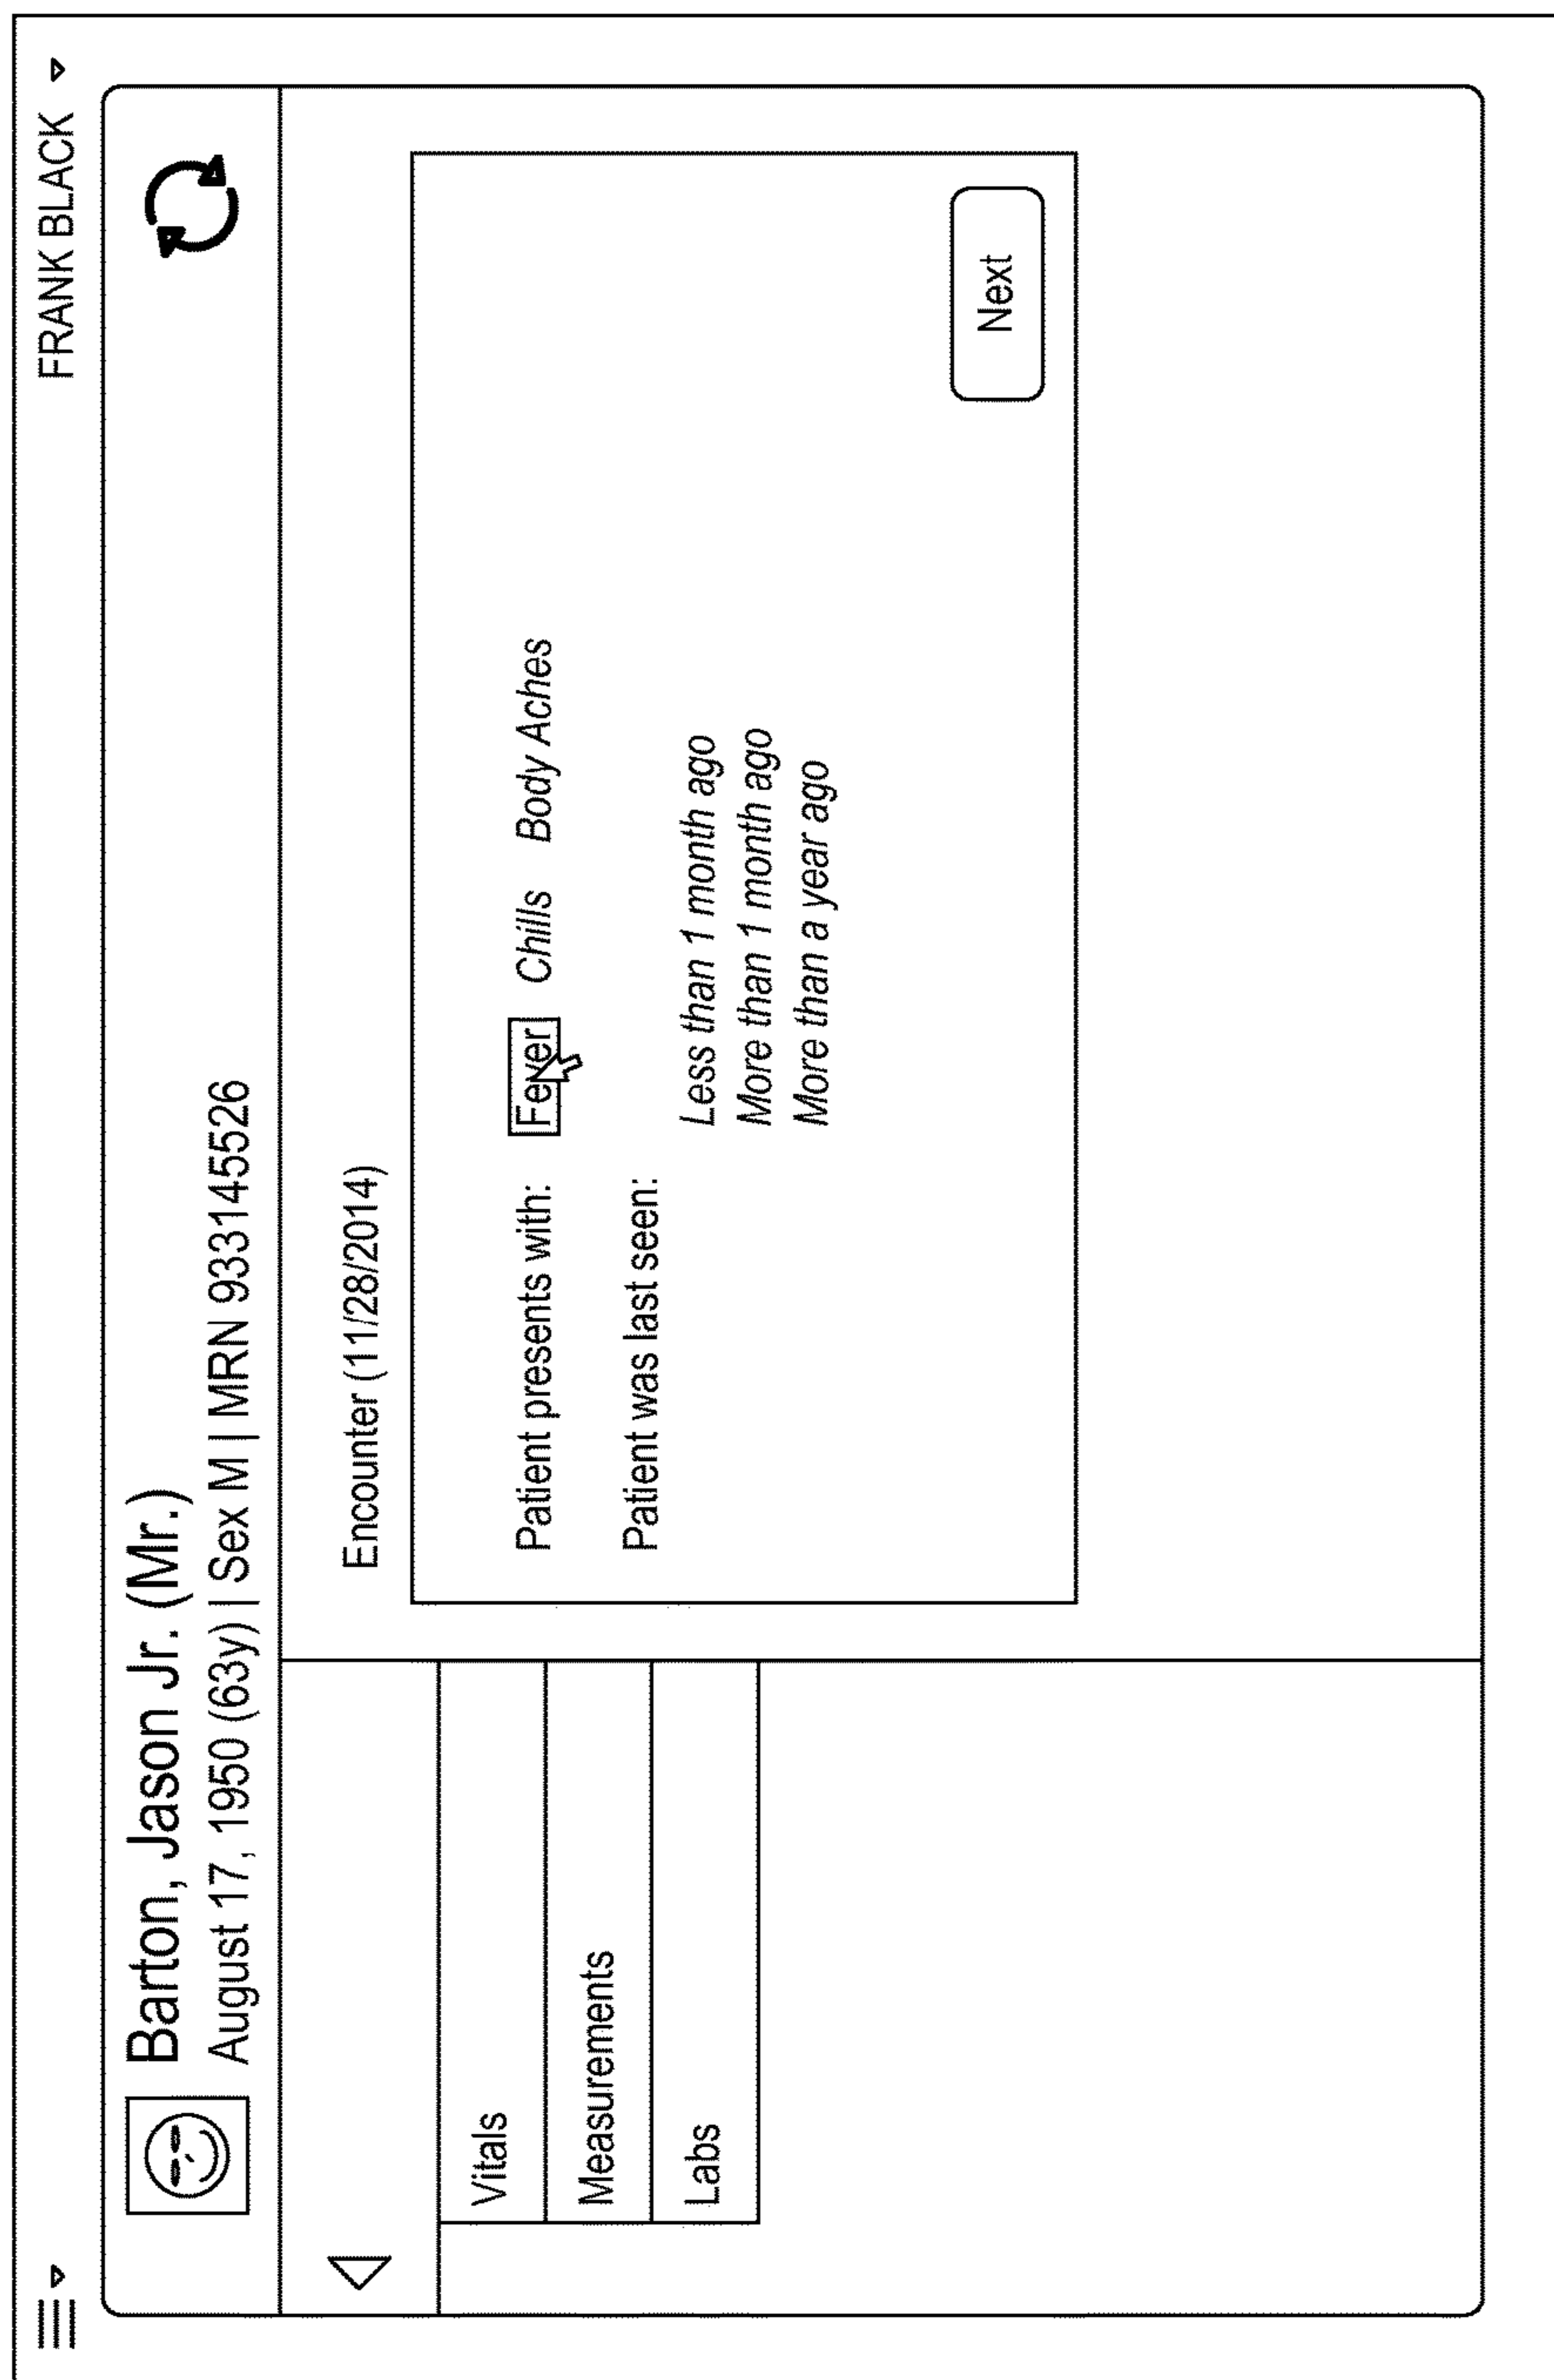 FRANK BLACK
Barton, Jason Jr. (Mr.)
August 17, 1950 (63y) | Sex M | MRN 933145526
Encounter (11/28/2014)
Vitals
Measurements
Labs
Patient presents with: Fever Chills Body Aches
Patient was last seen:
Less than 1 month ago
More than 1 month ago
More than a year ago
Next